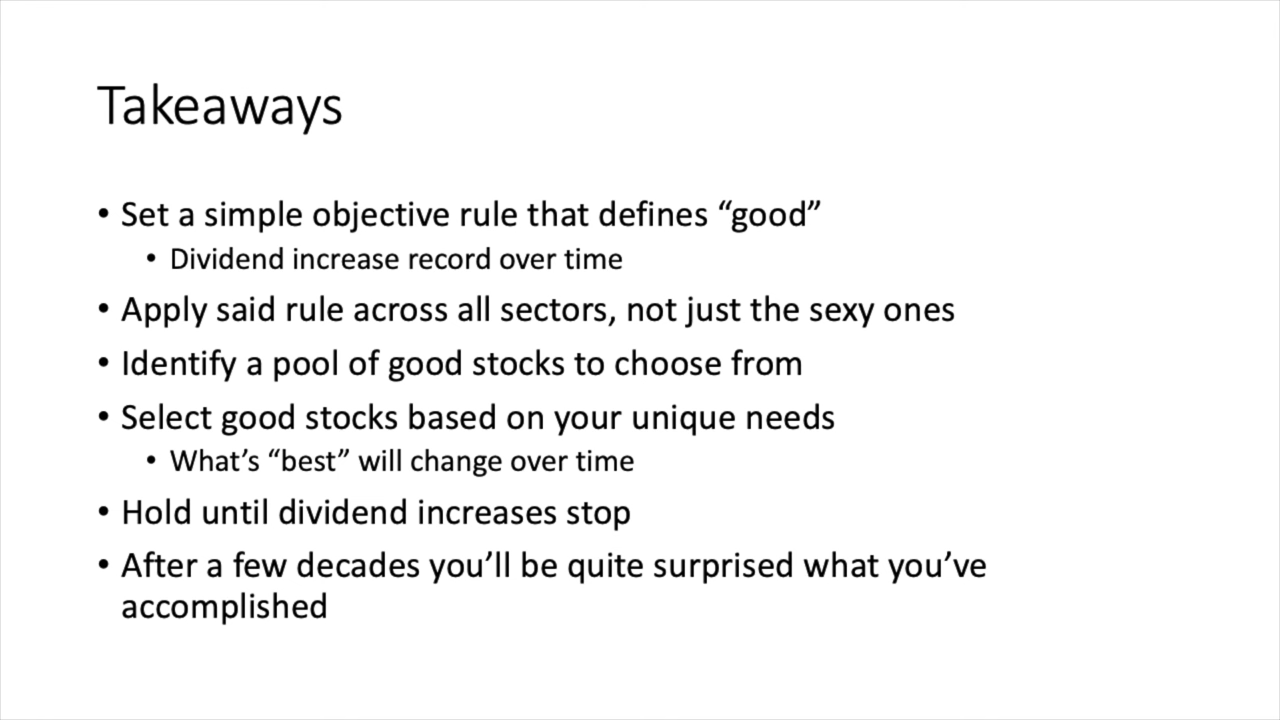 Takeaways
• Set a simple objective rule that defines “good”
• Dividend increase record over time
• Apply said rule across all sectors, not just the sexy ones
• Identify a pool of good stocks to choose from
• Select good stocks based on your unique needs
• What’s “best” will change over time
• Hold until dividend increases stop
• After a few decades you’ll be quite surprised what you’ve
accomplished